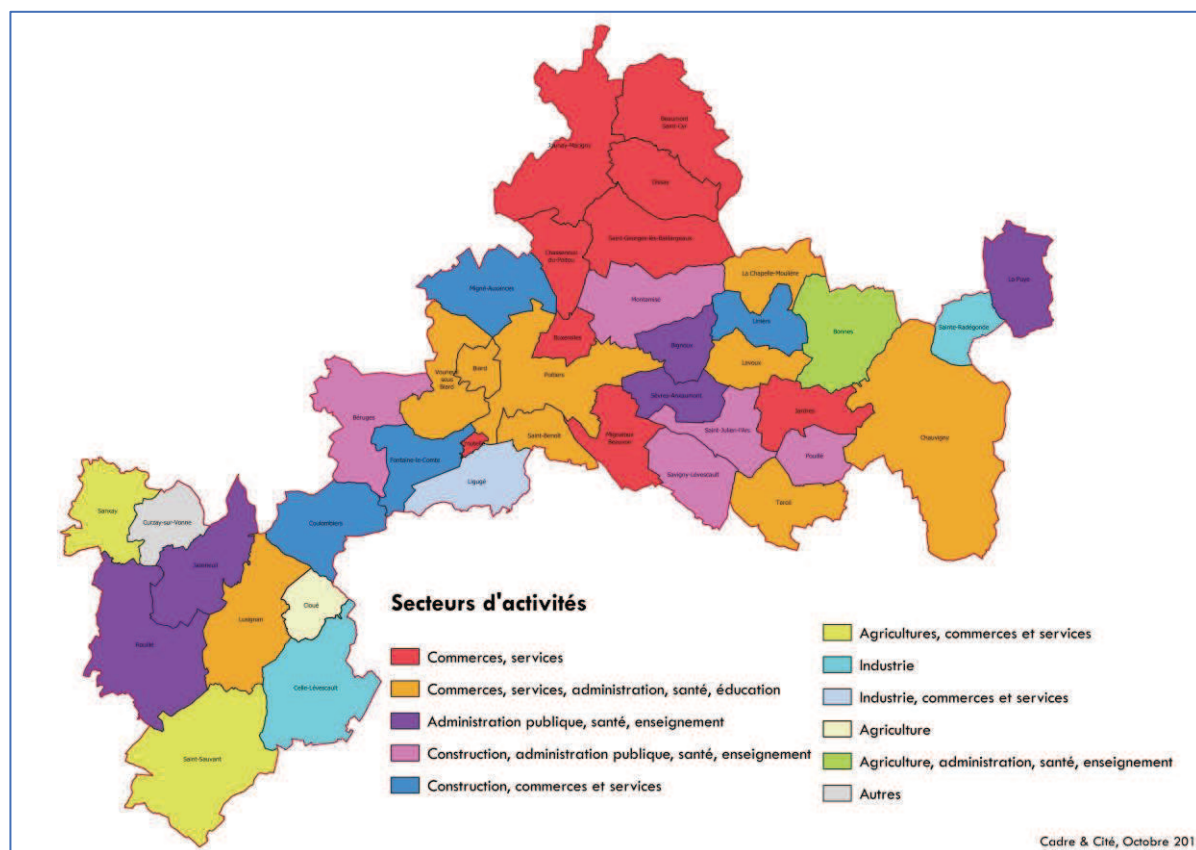 Beaumont
Saint-Cyr
Jaunay-Marigny
Dissay
Saint-Georges-lès-Baillargeaux
Chasseneuil-
du-Poitou
La Chapelle-Moulière
La Puye
Migné-Auxances
Montamisé
Liniers
Bonnes
Sainte-Radégonde
Buxerolles
Bignoux
Lavoux
Biard
Poitiers
Vouneuil-
sous-
Biard
Sèvres-Anxaumont
Jardres
Béruges
Mignaloux-
Beauvoir
Saint-Julien-l'Ars
Chauvigny
Saint-Benoît
Croutelle
Fontaine-le-Comte
Pouillé
Ligugé
Savigny-Lévescault
Tercé
Sanxay
Curzay-sur-Vonne
Coulombiers
Jazeneuil
Cloué
Lusignan
Rouillé
Celle-Lévescault
Saint-Sauvant
Secteurs d'activités
Commerces, services
Commerces, services, administration, santé, éducation
Administration publique, santé, enseignement
Construction, administration publique, santé, enseignement
Construction, commerces et services
Agricultures, commerces et services
Industrie
Industrie, commerces et services
Agriculture
Agriculture, administration, santé, enseignement
Autres
Cadre & Cité, Octobre 201